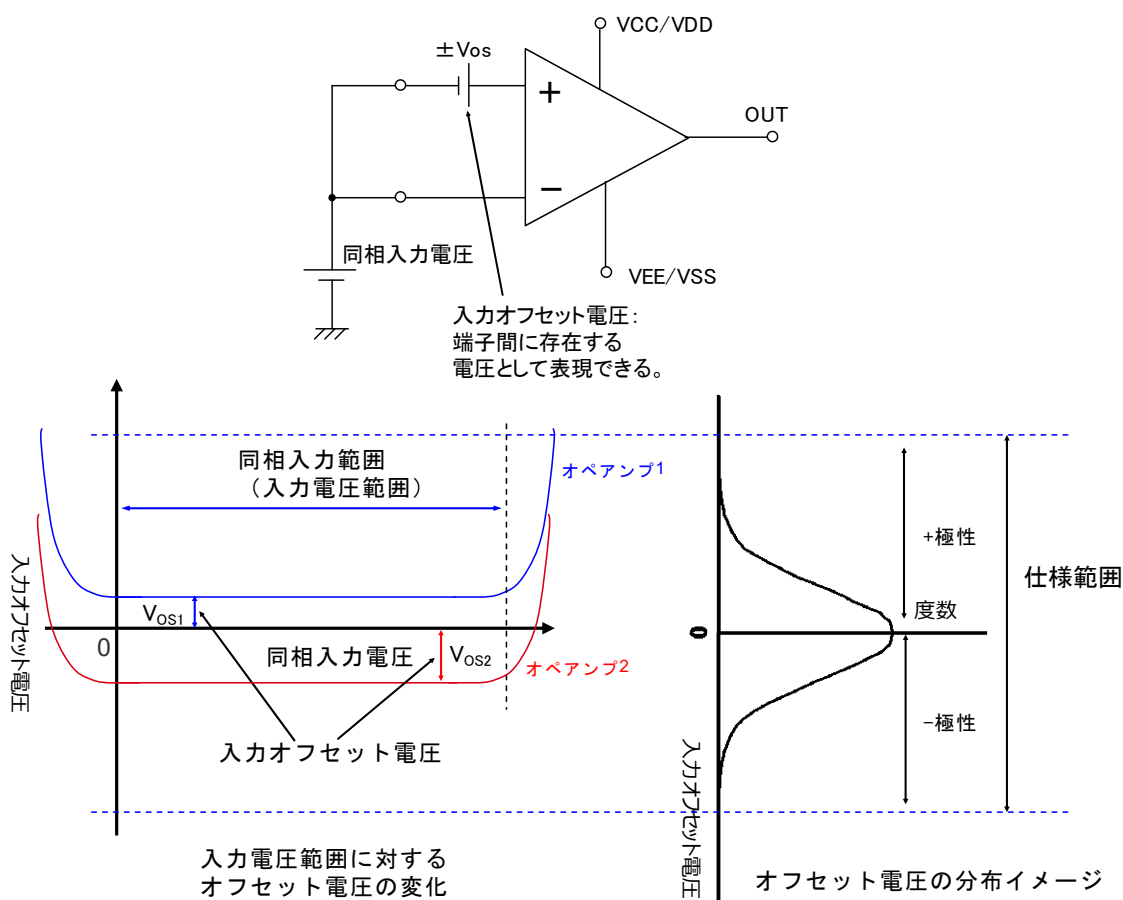 VCC/VDD
±Vos
+
OUT
−
同相入力電圧
VEE/VSS
入力オフセット電圧：
端子間に存在する
電圧として表現できる。
同相入力範囲
（入力電圧範囲）
オペアンプ1
入力オフセット電圧
VOS1
0
同相入力電圧
VOS2
オペアンプ2
入力オフセット電圧
入力電圧範囲に対する
オフセット電圧の変化
+極性
仕様範囲
度数
0
−極性
入力オフセット電圧
オフセット電圧の分布イメージ